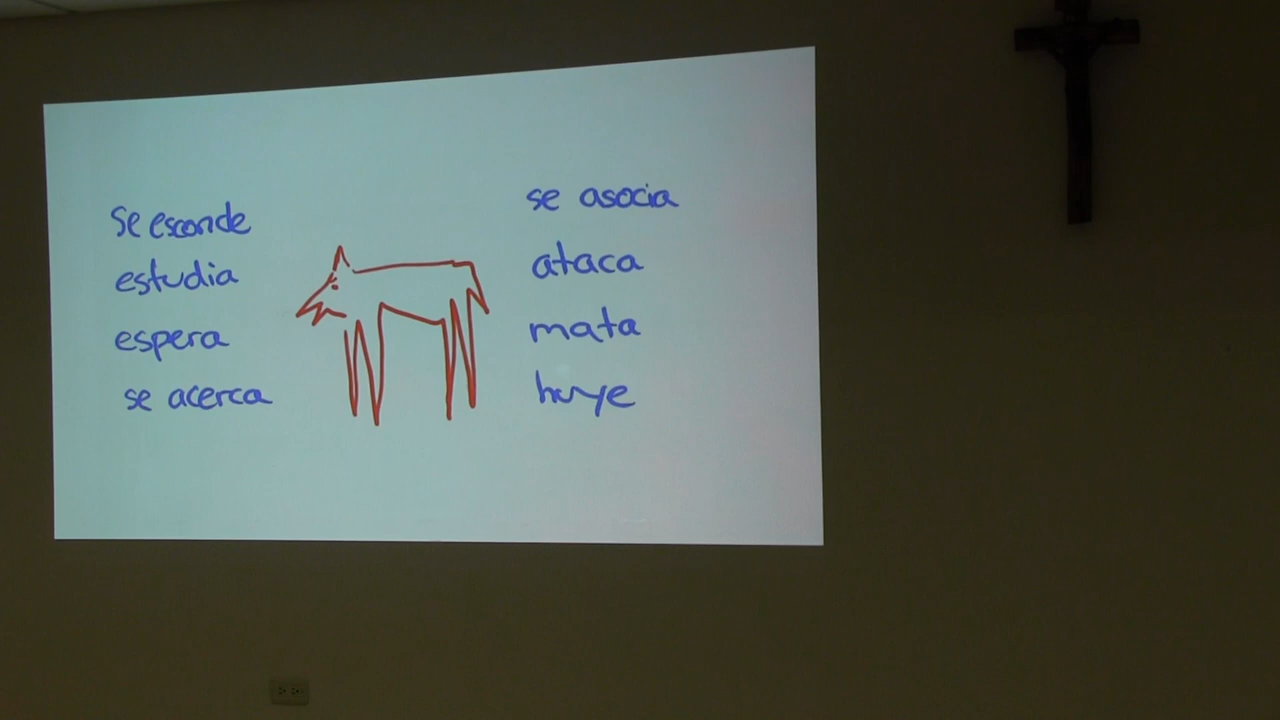 Se esconde
estudia
espera
se acerca
se asocia
ataca
mata
huye